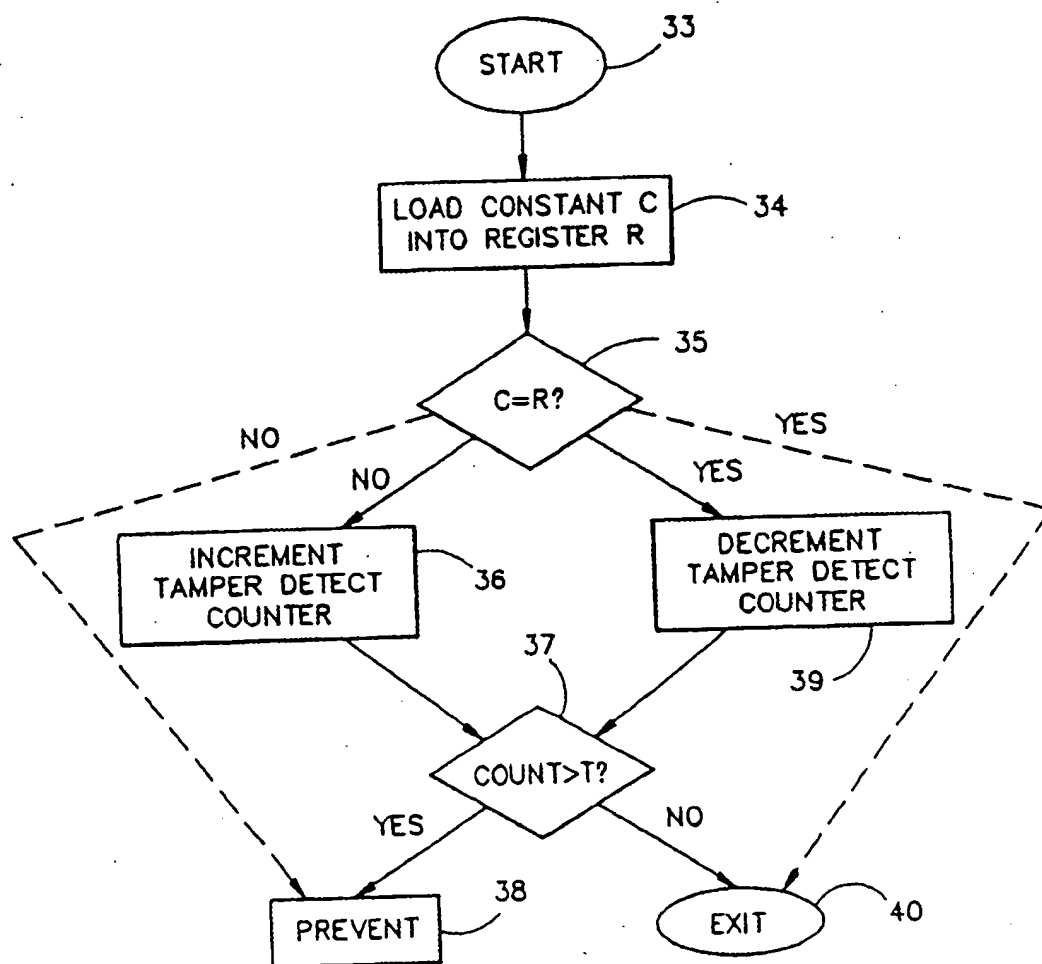 33
START
LOAD CONSTANT C
INTO REGISTER R
34
35
C=R?
NO
YES
NO
YES
INCREMENT
TAMPER DETECT
COUNTER
36
DECREMENT
TAMPER DETECT
COUNTER
37
39
COUNT>T?
YES
NO
38
PREVENT
EXIT
40